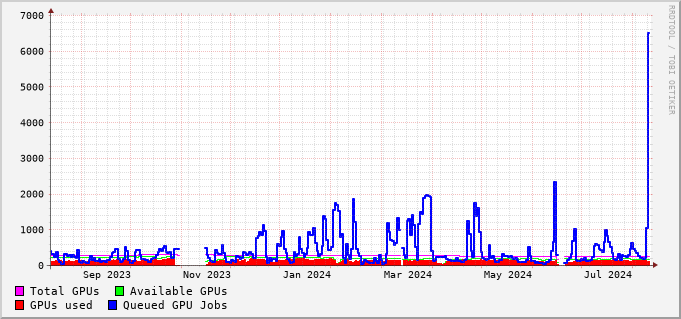 7000
6000
5000
4000
3000
2000
1000
0
Sep 2023 Nov 2023 Jan 2024 Mar 2024 May 2024 Jul 2024
Total GPUs Available GPUs
GPUs used Queued GPU Jobs
RRDTOOL / TOBI OETIKER